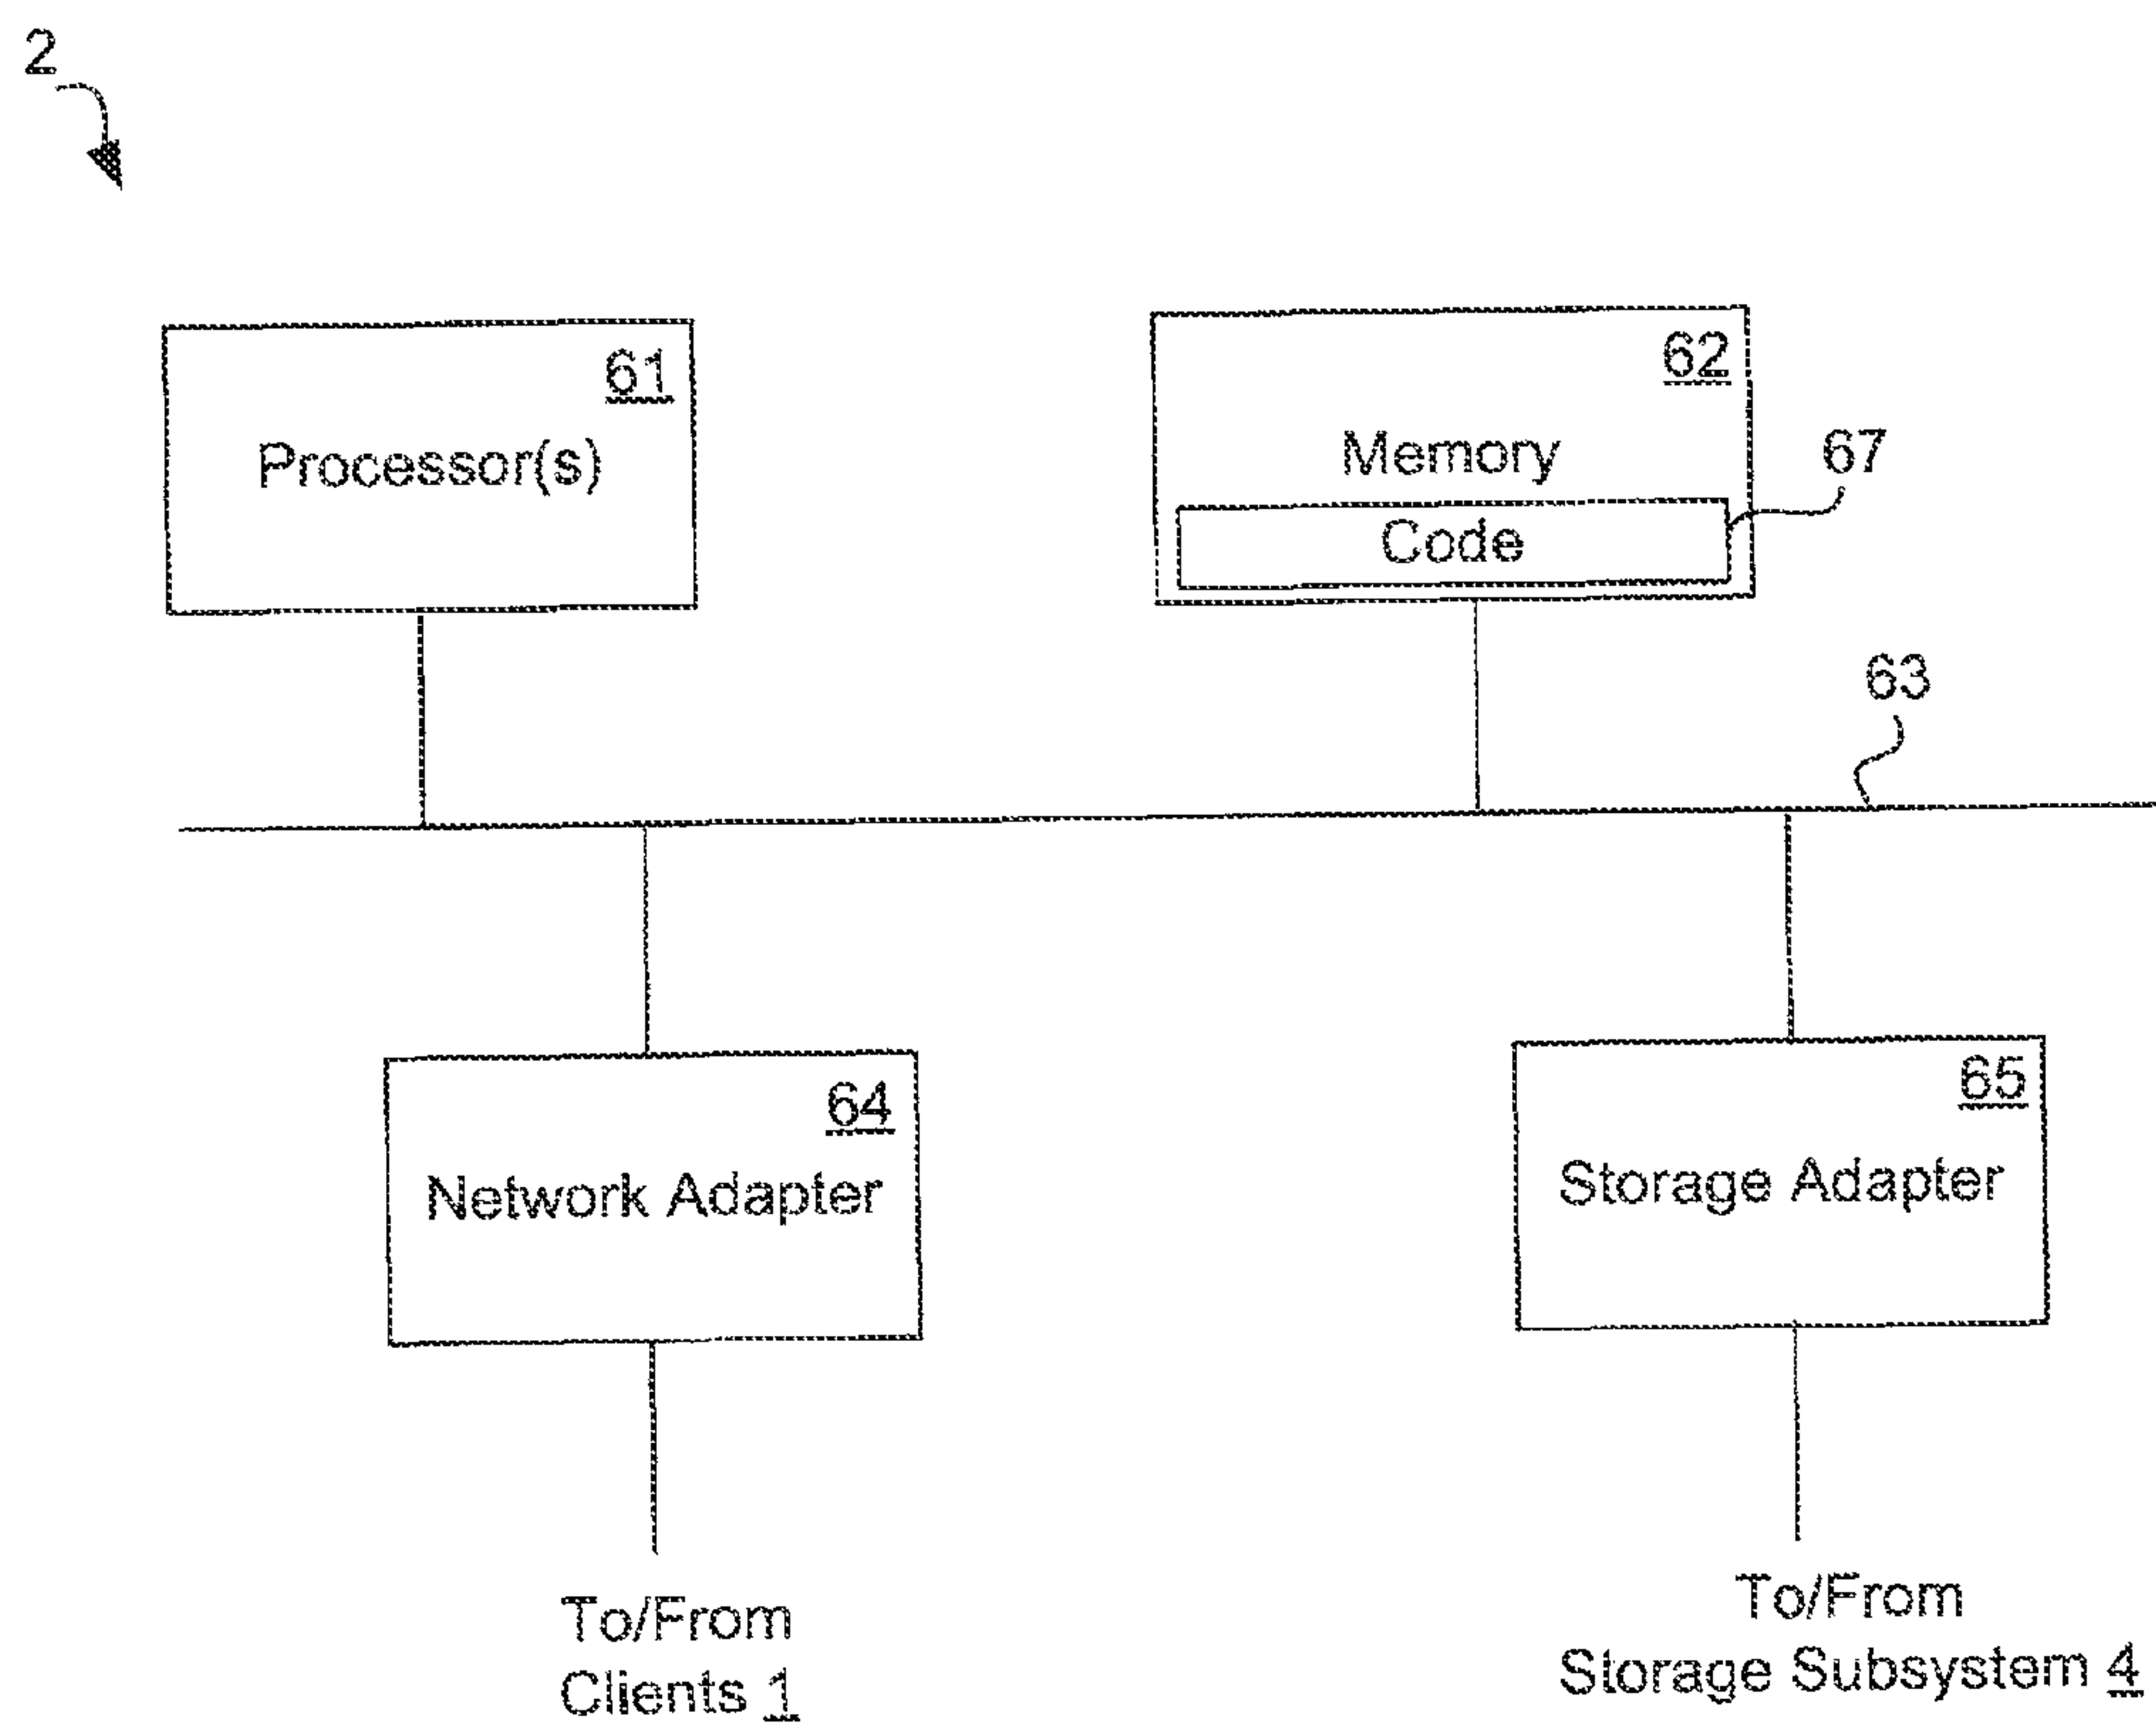 2
61
Processor(s)
62
Memory
67
Code
63
64
Network Adapter
65
Storage Adapter
To/From
Clients 1
To/From
Storage Subsystem 4